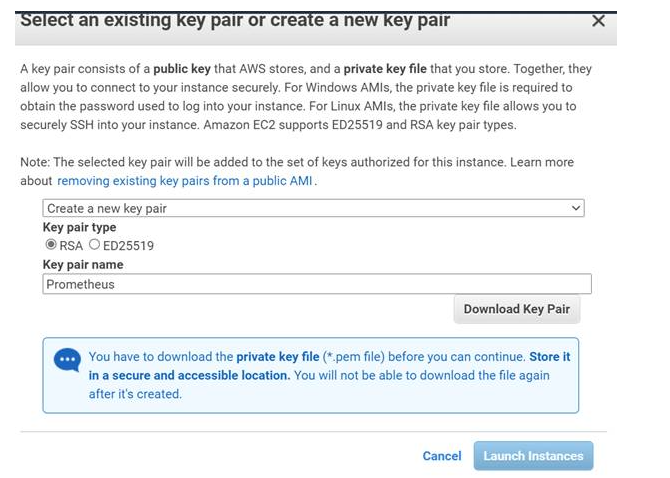 Select an existing key pair or create a new key pair
A key pair consists of a public key that AWS stores, and a private key file that you store. Together, they
allow you to connect to your instance securely. For Windows AMIs, the private key file is required to
obtain the password used to log into your instance. For Linux AMIs, the private key file allows you to
securely SSH into your instance. Amazon EC2 supports ED25519 and RSA key pair types.
Note: The selected key pair will be added to the set of keys authorized for this instance. Learn more
about removing existing key pairs from a public AMI.
Create a new key pair
Key pair type
RSA ED25519
Key pair name
Prometheus
Download Key Pair
You have to download the private key file (*.pem file) before you can continue. Store it
in a secure and accessible location. You will not be able to download the file again
after it's created.
Cancel Launch Instances